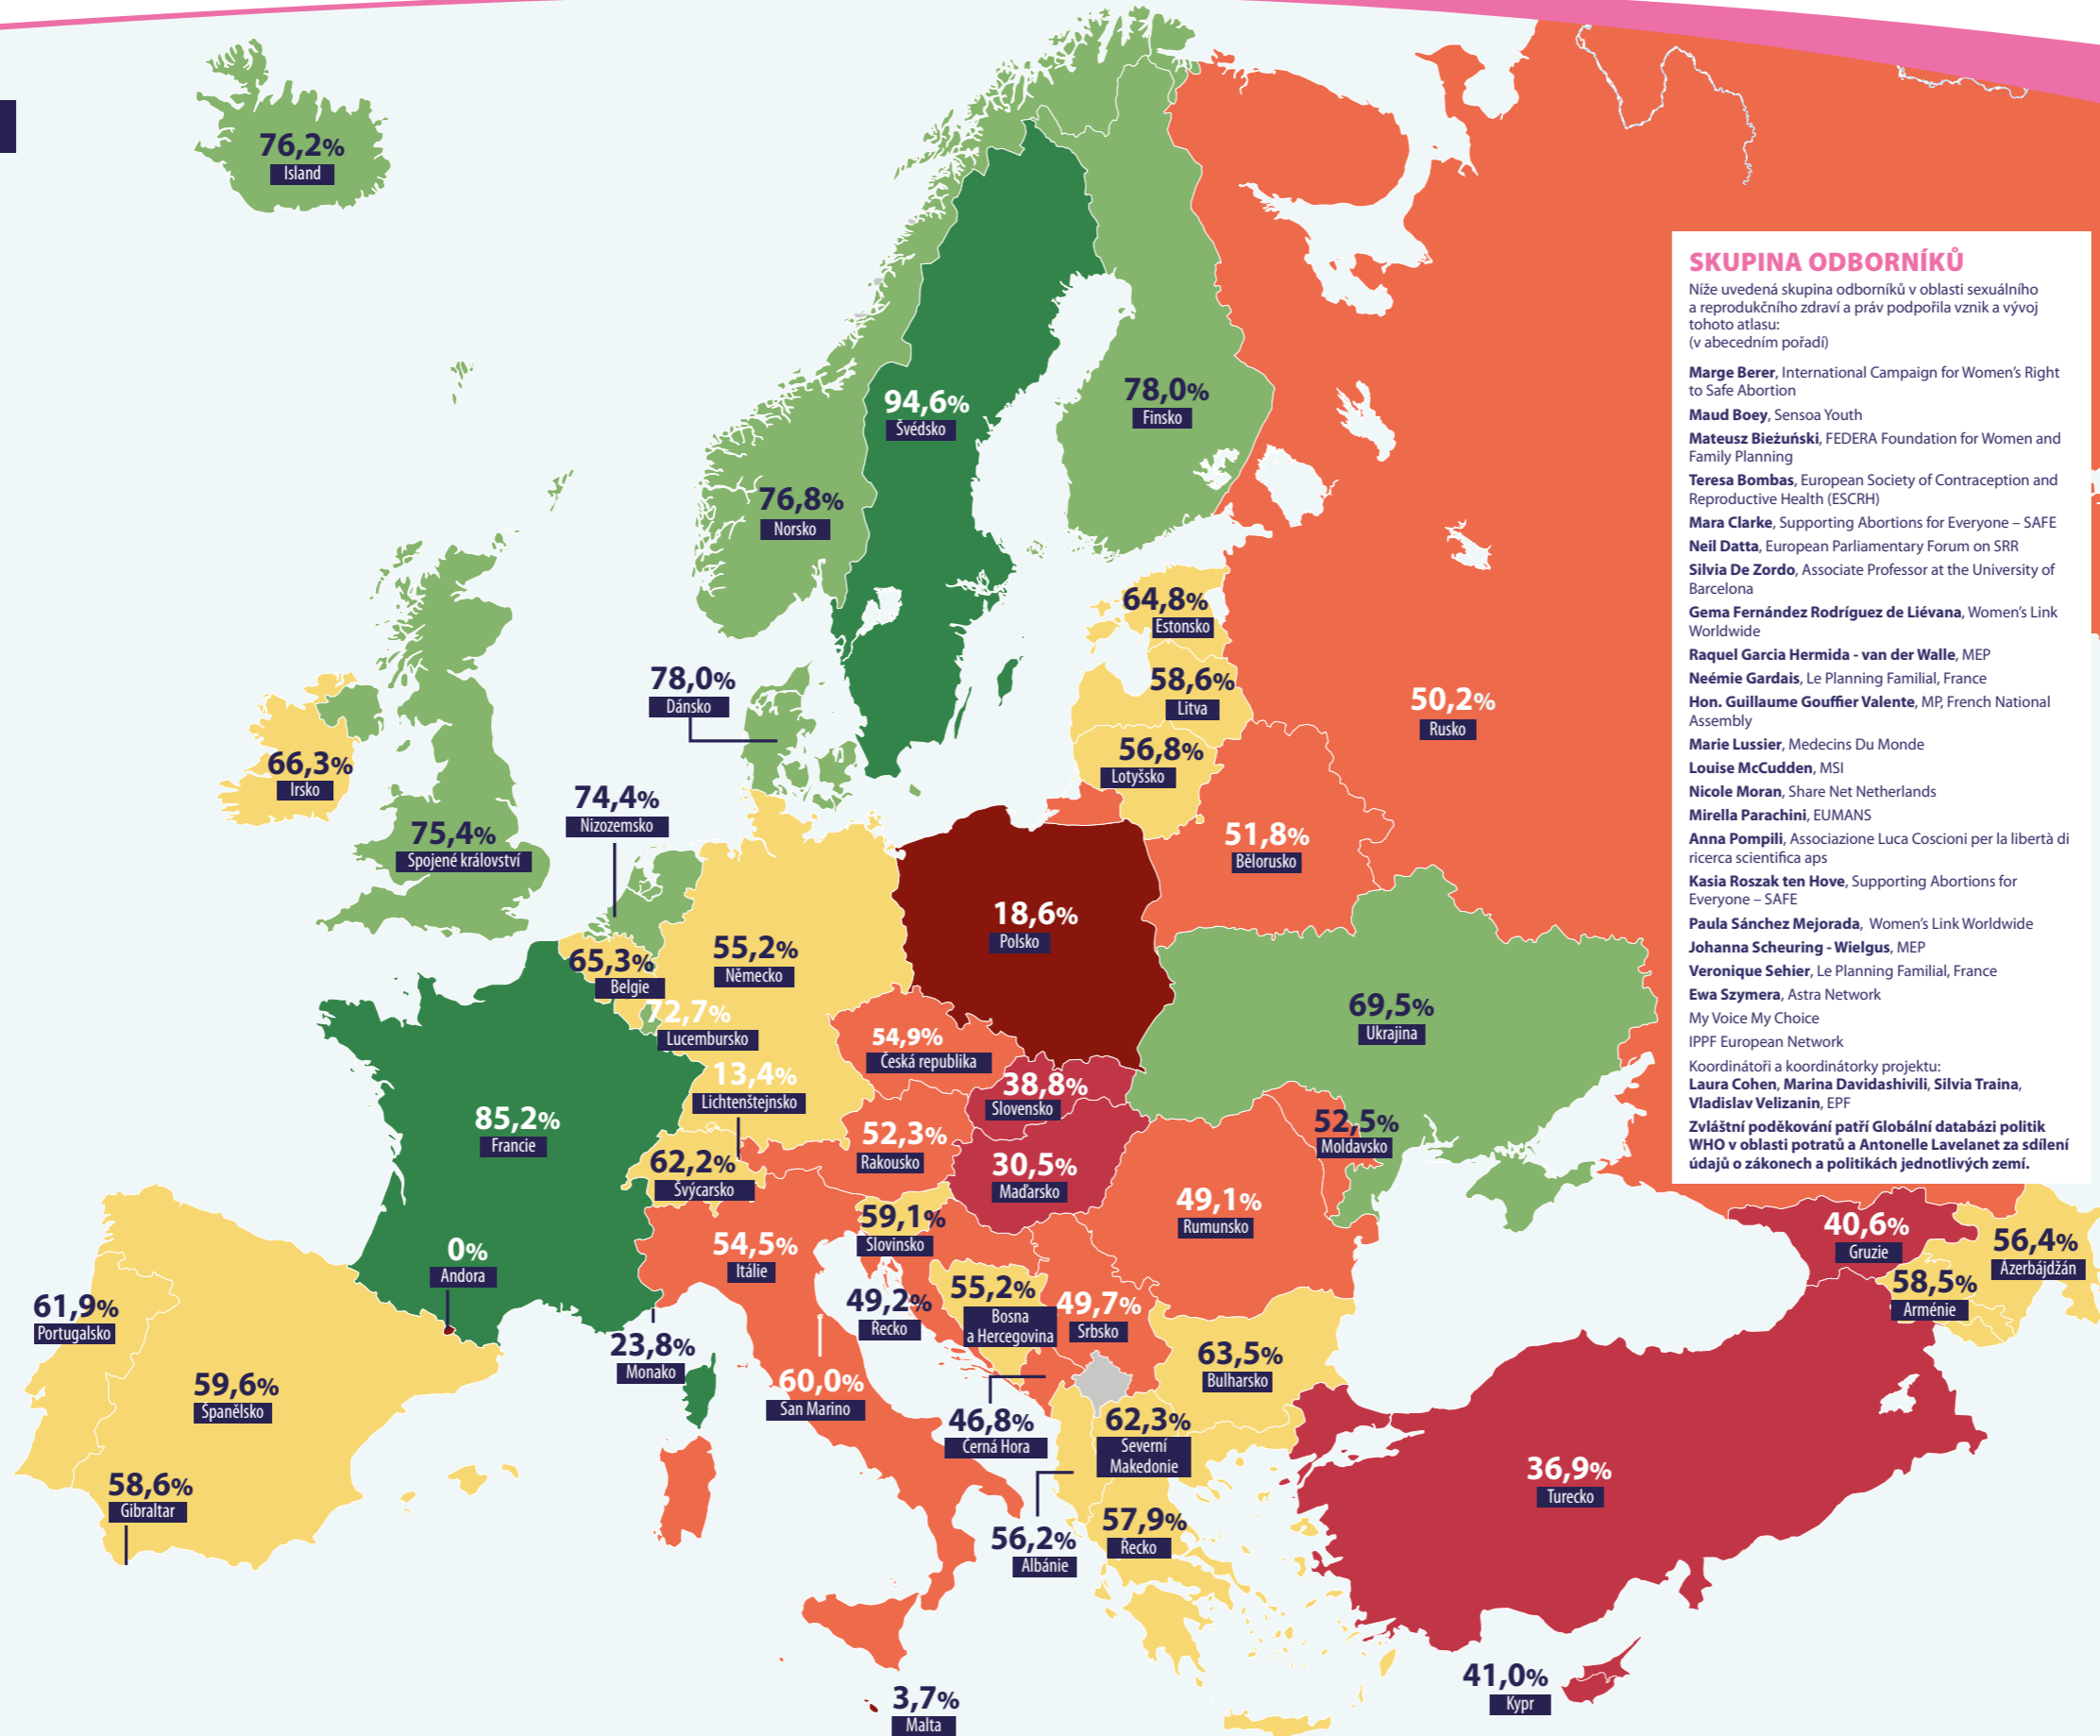 76,2%
Island
94,6%
Švédsko
78,0%
Finsko
76,8%
Norsko
64,8%
Estonsko
58,6%
Litva
56,8%
Lotyšsko
50,2%
Rusko
78,0%
Dánsko
66,3%
Irsko
74,4%
Nizozemsko
75,4%
Spojené království
51,8%
Bělorusko
18,6%
Polsko
65,3%
Belgie
55,2%
Německo
72,7%
Lucembursko
69,5%
Ukrajina
54,9%
Česká republika
13,4%
Lichtenštejnsko
38,8%
Slovensko
85,2%
Francie
52,3%
Rakousko
52,5%
Moldavsko
62,2%
Švýcarsko
30,5%
Maďarsko
49,1%
Rumunsko
59,1%
Slovinsko
54,5%
Itálie
0%
Andora
40,6%
Gruzie
56,4%
Azerbájdžán
58,5%
Arménie
61,9%
Portugalsko
49,2%
Řecko
55,2%
Bosna
a Hercegovina
49,7%
Srbsko
23,8%
Monako
60,0%
San Marino
63,5%
Bulharsko
59,6%
Španělsko
46,8%
Černá Hora
62,3%
Severní
Makedonie
58,6%
Gibraltar
36,9%
Turecko
56,2%
Albánie
57,9%
Řecko
41,0%
Kypr
3,7%
Malta
SKUPINA ODBORNÍKŮ
Níže uvedená skupina odborníků v oblasti sexuálního
a reprodukčního zdraví a práv podpořila vznik a vývoj
tohoto atlasu:
(v abecedním pořadí)
Marge Berer, International Campaign for Women's Right
to Safe Abortion
Maud Boey, Sensoa Youth
Mateusz Bieżuński, FEDERA Foundation for Women and
Family Planning
Teresa Bombas, European Society of Contraception and
Reproductive Health (ESCRH)
Mara Clarke, Supporting Abortions for Everyone – SAFE
Neil Datta, European Parliamentary Forum on SRR
Silvia De Zordo, Associate Professor at the University of
Barcelona
Gema Fernández Rodríguez de Liévana, Women's Link
Worldwide
Raquel Garcia Hermida - van der Walle, MEP
Neémie Gardais, Le Planning Familial, France
Hon. Guillaume Gouffier Valente, MP, French National
Assembly
Marie Lussier, Medecins Du Monde
Louise McCudden, MSI
Nicole Moran, Share Net Netherlands
Mirella Parachini, EUMANS
Anna Pompili, Associazione Luca Coscioni per la libertà di
ricerca scientifica aps
Kasia Roszak ten Hove, Supporting Abortions for
Everyone – SAFE
Paula Sánchez Mejorada, Women's Link Worldwide
Johanna Scheuring - Wielgus, MEP
Veronique Sehier, Le Planning Familial, France
Ewa Szymera, Astra Network
My Voice My Choice
IPPF European Network
Koordinátoři a koordinátorky projektu:
Laura Cohen, Marina Davidashivili, Silvia Traina,
Vladislav Velizanin, EPF
Zvláštní poděkování patří Globální databázi politik
WHO v oblasti potratů a Antonelle Lavelanet za sdílení
údajů o zákonech a politikách jednotlivých zemí.